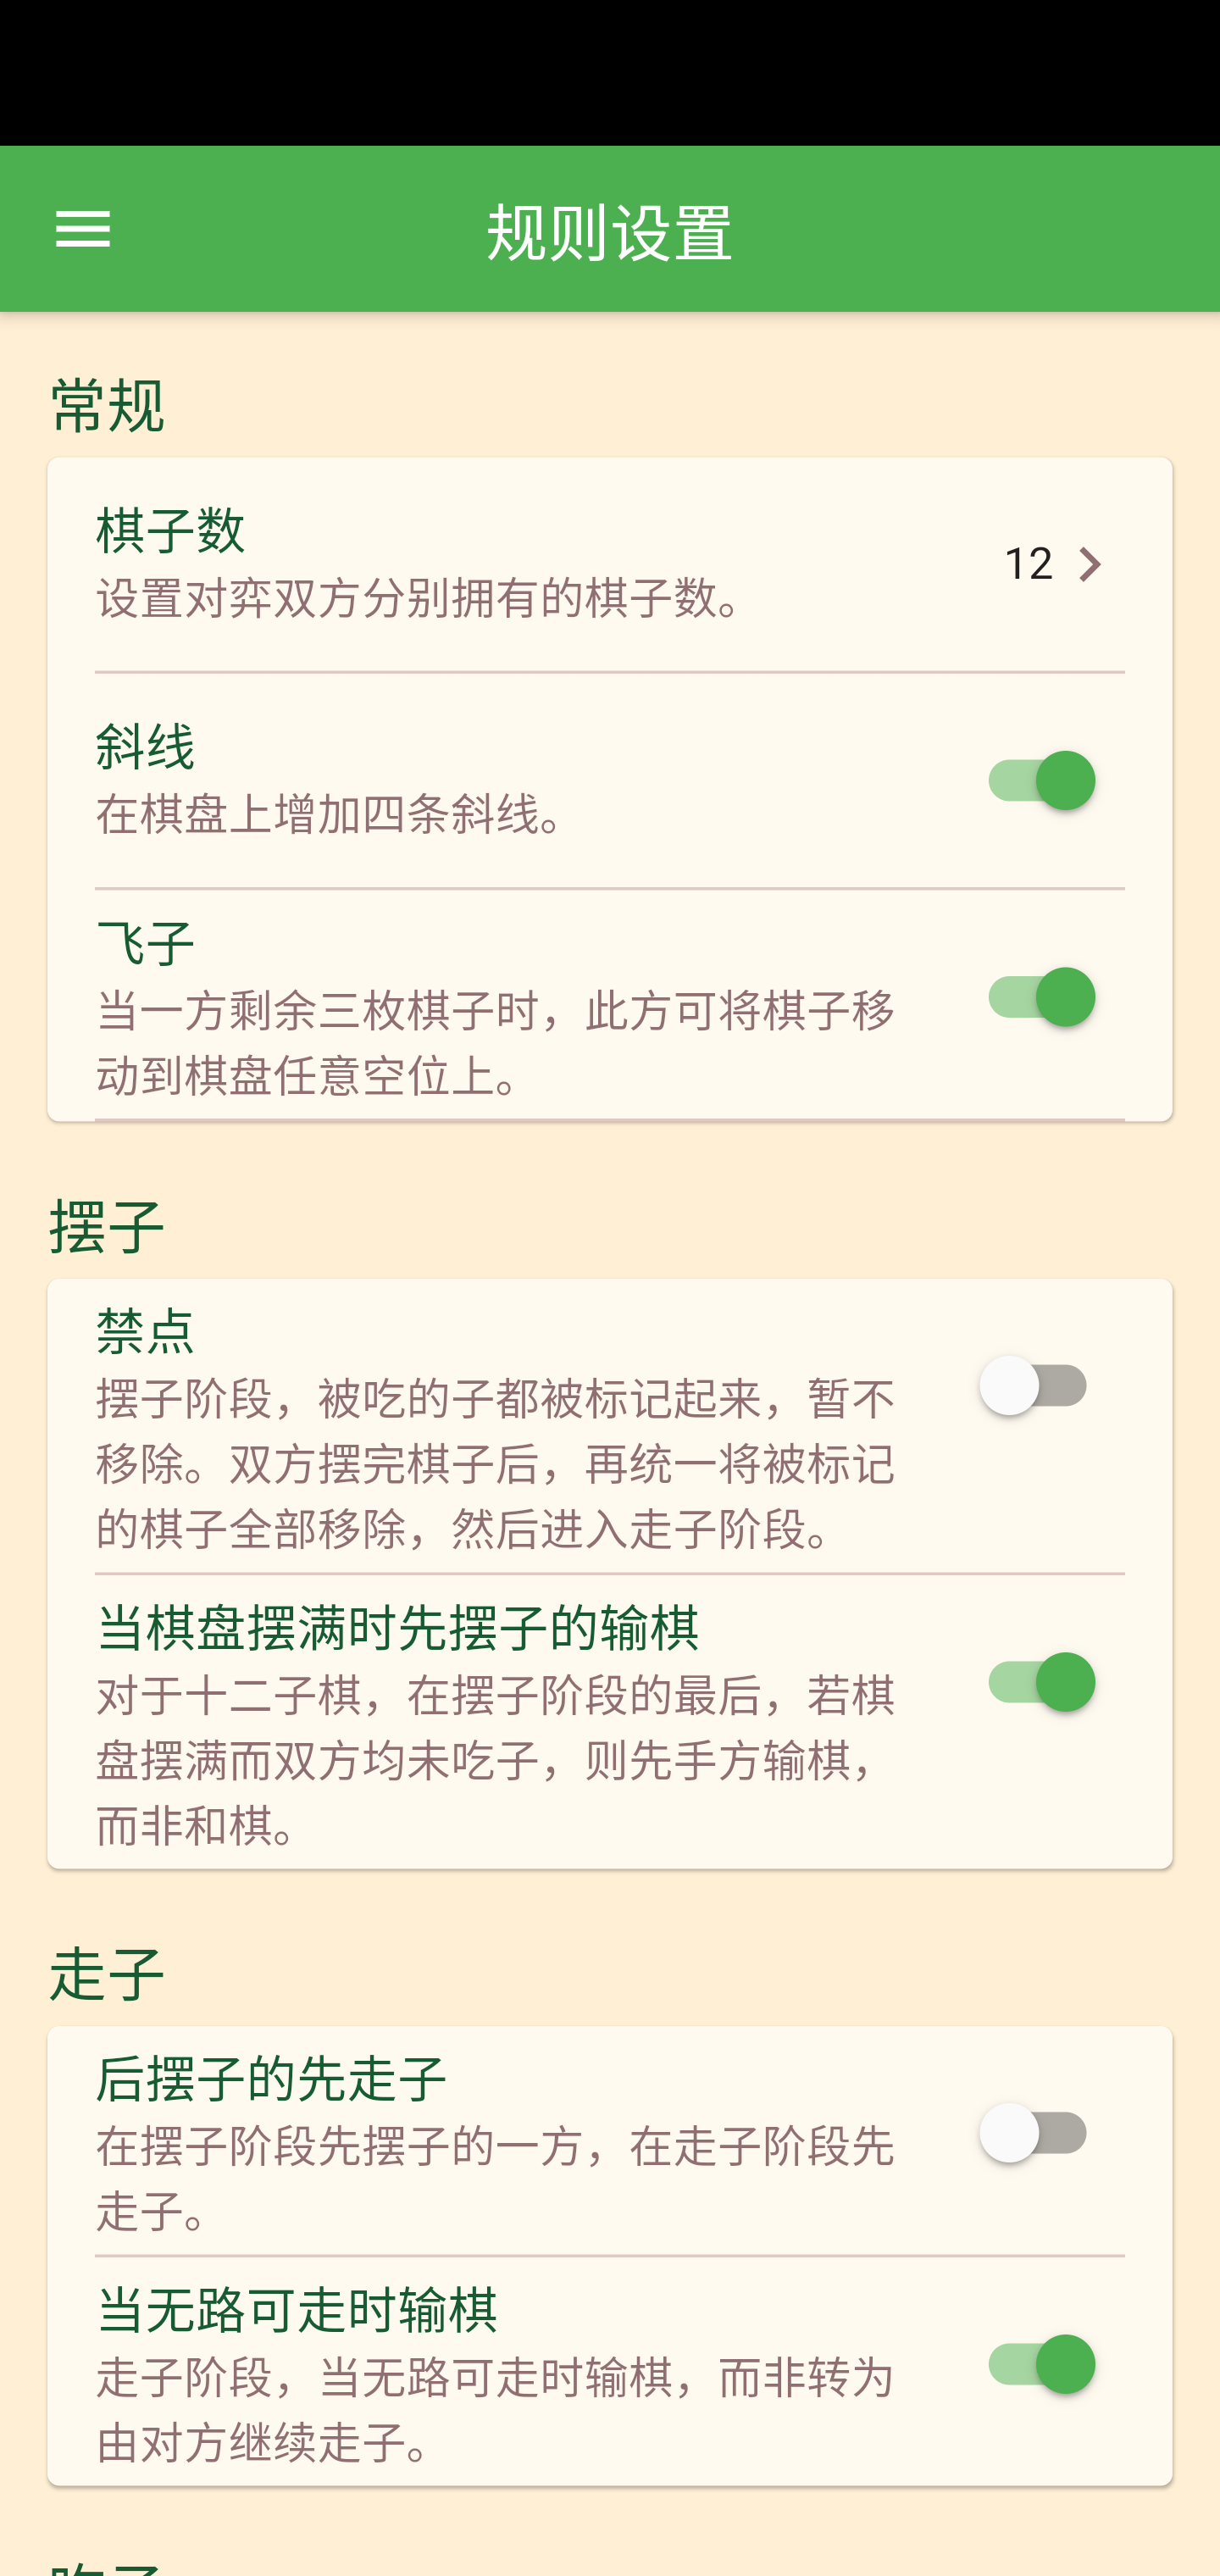 规则设置
常规
棋子数
设置对弈双方分别拥有的棋子数。
12
斜线
在棋盘上增加四条斜线。
飞子
当一方剩余三枚棋子时，此方可将棋子移
动到棋盘任意空位上。
摆子
禁点
摆子阶段，被吃的子都被标记起来，暂不
移除。双方摆完棋子后，再统一将被标记
的棋子全部移除，然后进入走子阶段。
当棋盘摆满时先摆子的输棋
对于十二子棋，在摆子阶段的最后，若棋
盘摆满而双方均未吃子，则先手方输棋，
而非和棋。
走子
后摆子的先走子
在摆子阶段先摆子的一方，在走子阶段先
走子。
当无路可走时输棋
走子阶段，当无路可走时输棋，而非转为
由对方继续走子。